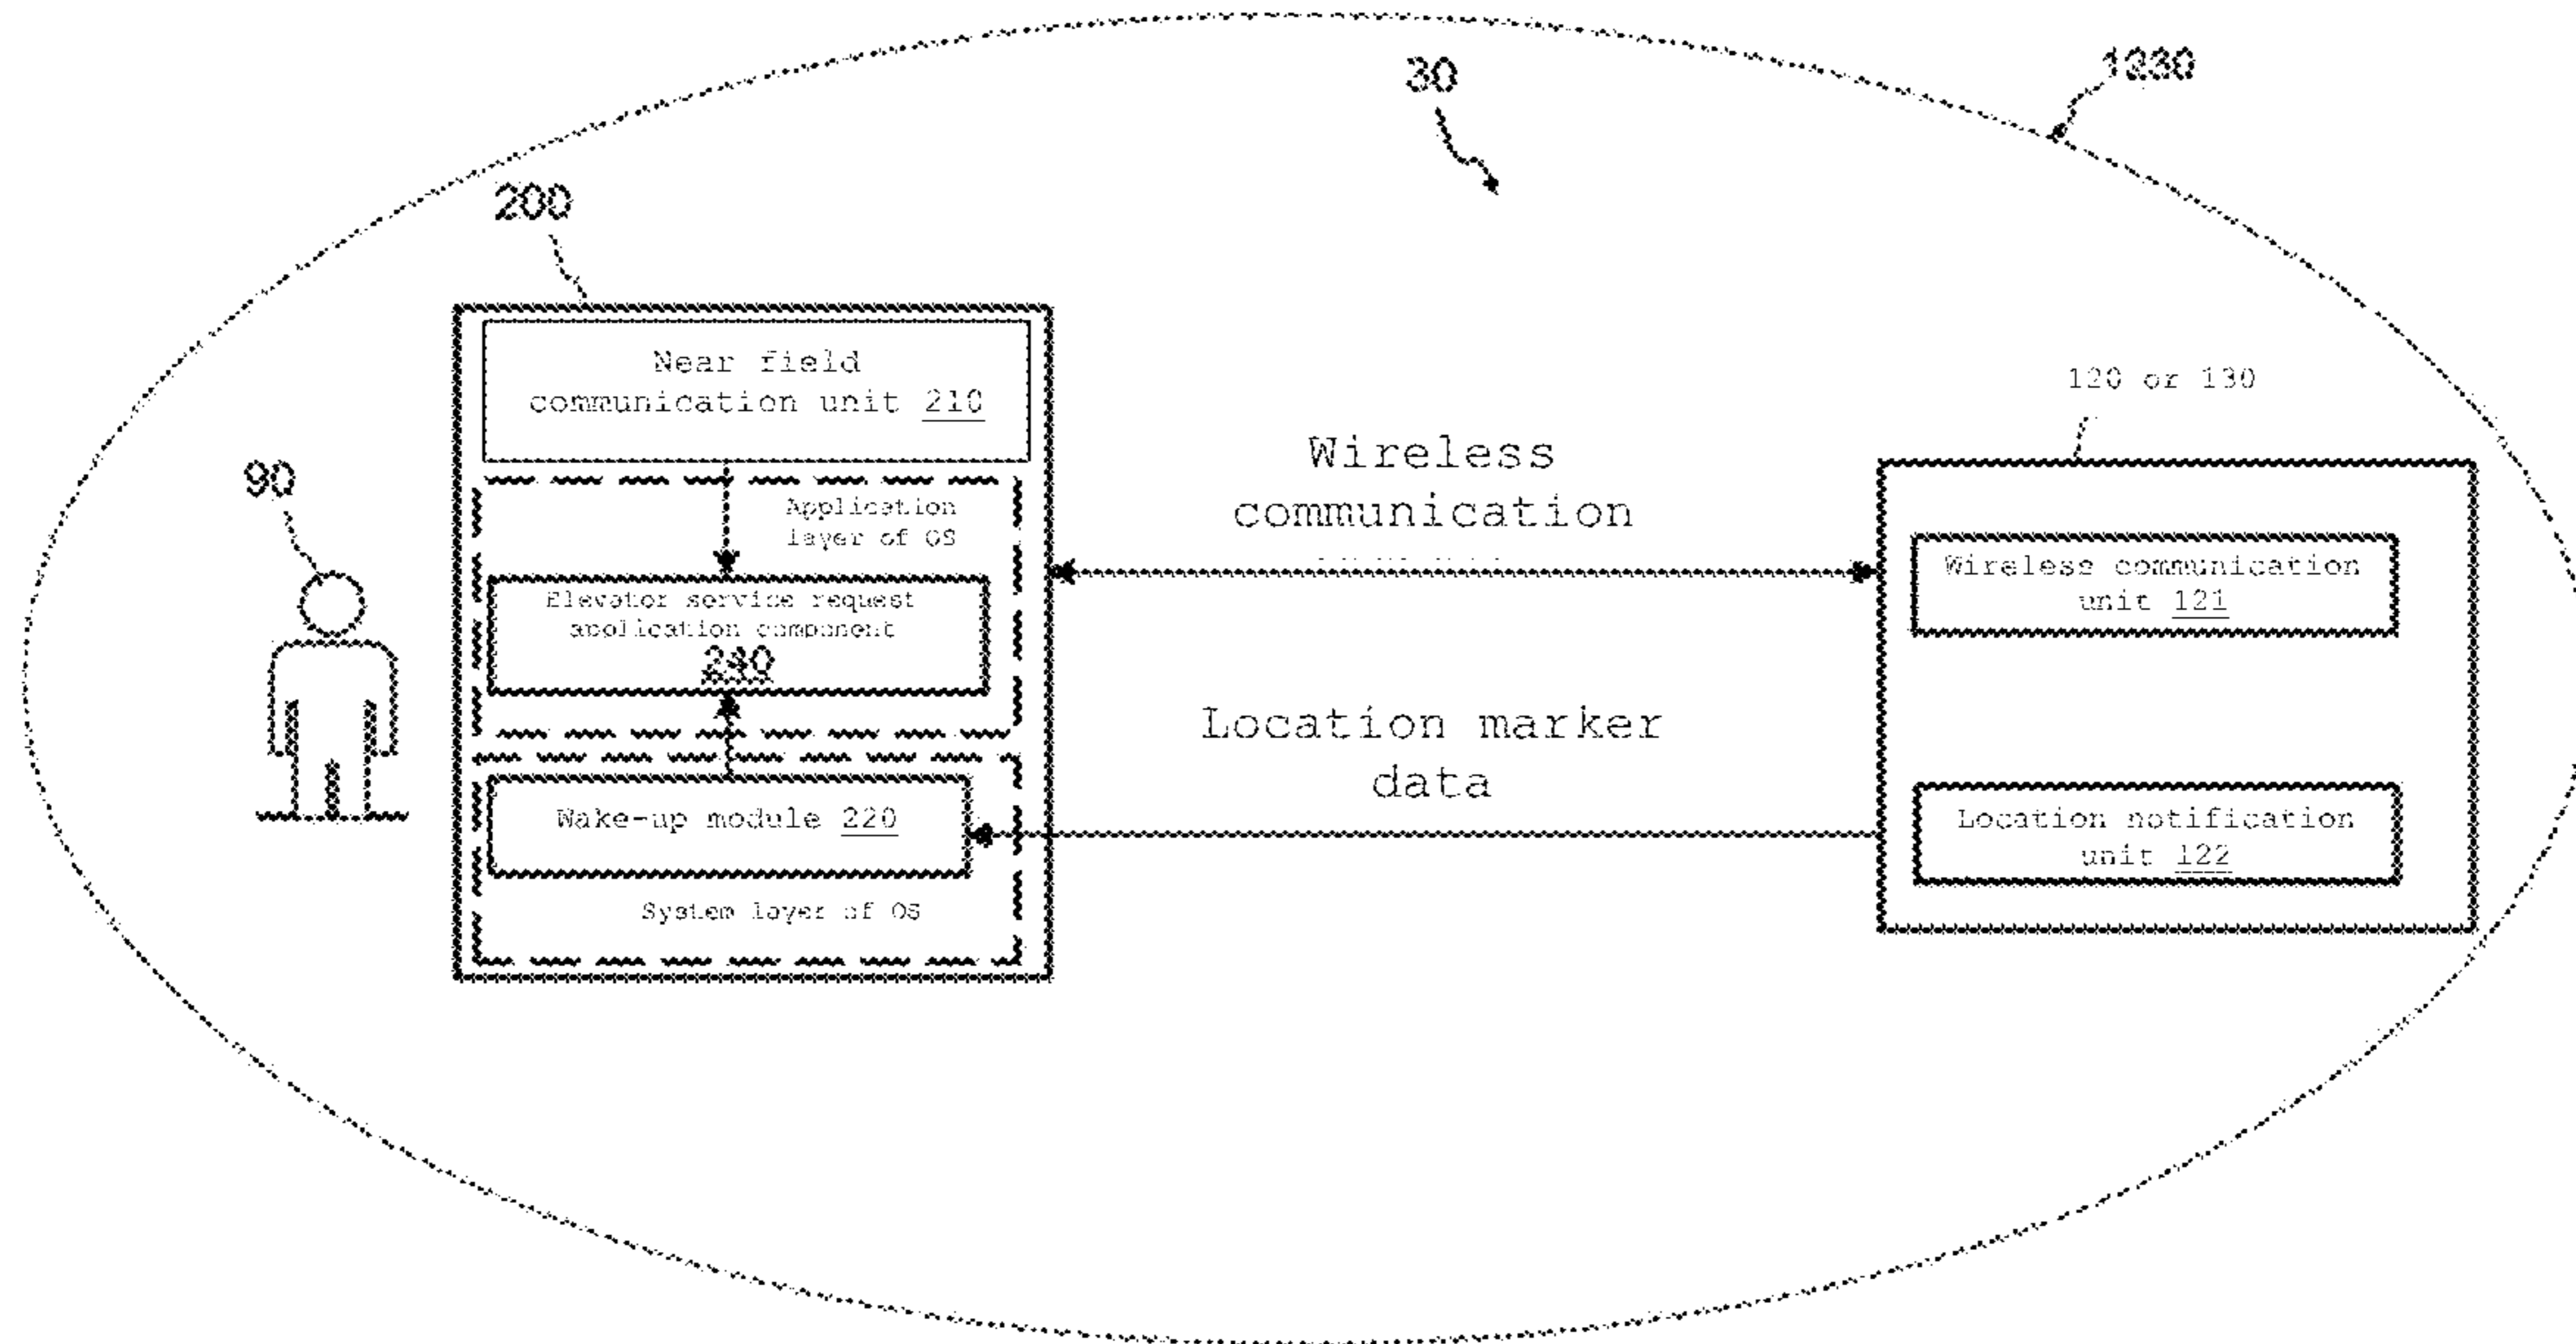 30
1230
200
Near field
communication unit 210
120 or 130
90
Wireless
communication
Application
layer of OS
Wireless communication
unit 121
Elevator service request
application component
Location marker
data
Wake-up module 220
Location notification
unit 122
System layer of OS